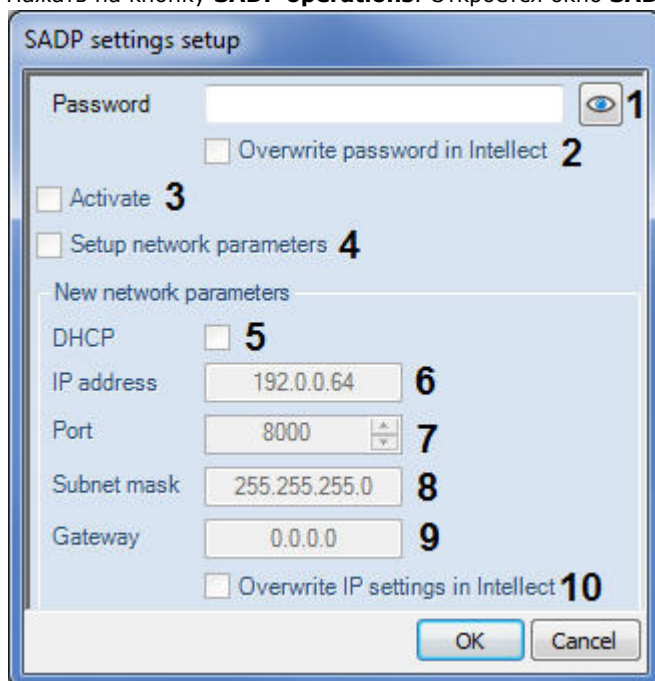 Нажать на кнопку SADP operations. Откроется окно SAD
SADP settings setup
Password 1
Overwrite password in Intellect 2
Activate 3
Setup network parameters 4
New network parameters
DHCP 5
IP address 192.0.0.64 6
Port 8000 7
Subnet mask 255.255.255.0 8
Gateway 0.0.0.0 9
Overwrite IP settings in Intellect 10
OK Cancel